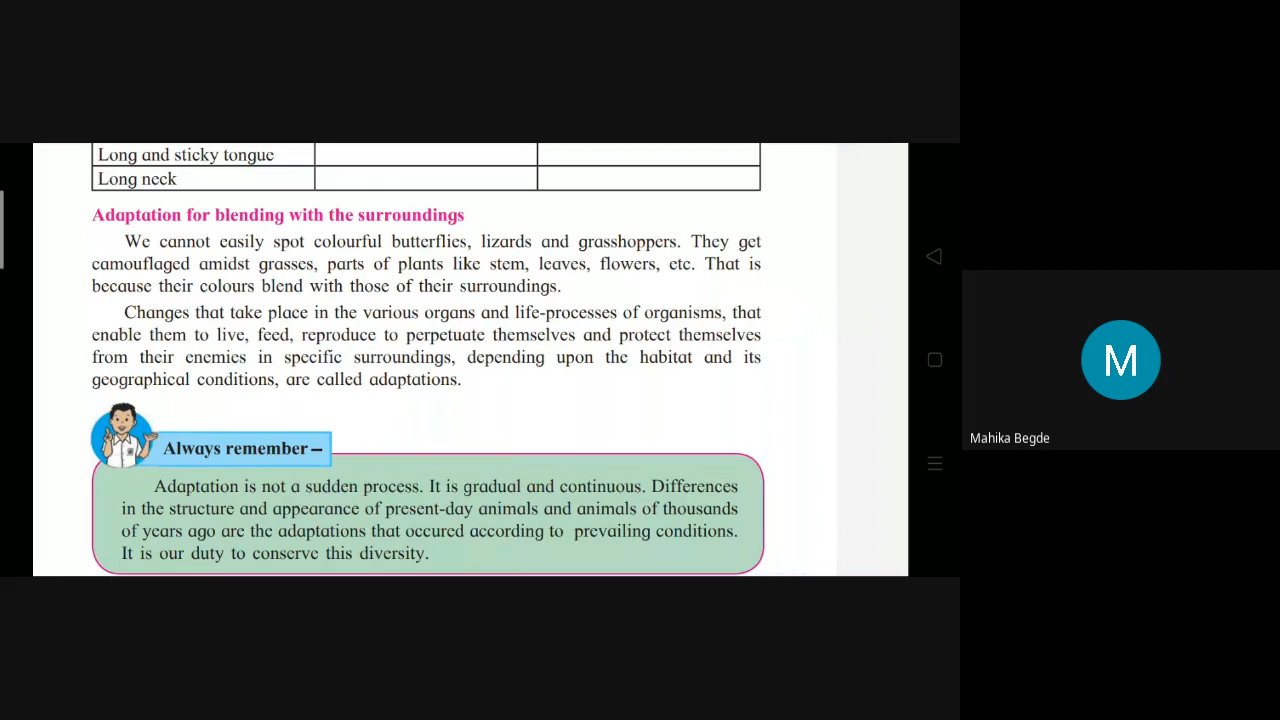 Long and sticky tongue
Long neck
Adaptation for blending with the surroundings
We cannot easily spot colourful butterflies, lizards and grasshoppers. They get
camouflaged amidst grasses, parts of plants like stem, leaves, flowers, etc. That is
because their colours blend with those of their surroundings.
Changes that take place in the various organs and life-processes of organisms, that
enable them to live, feed, reproduce to perpetuate themselves and protect themselves
from their enemies in specific surroundings, depending upon the habitat and its
geographical conditions, are called adaptations.
Always remember –
Adaptation is not a sudden process. It is gradual and continuous. Differences
in the structure and appearance of present-day animals and animals of thousands
of years ago are the adaptations that occured according to prevailing conditions.
It is our duty to conserve this diversity.
M
Mahika Begde